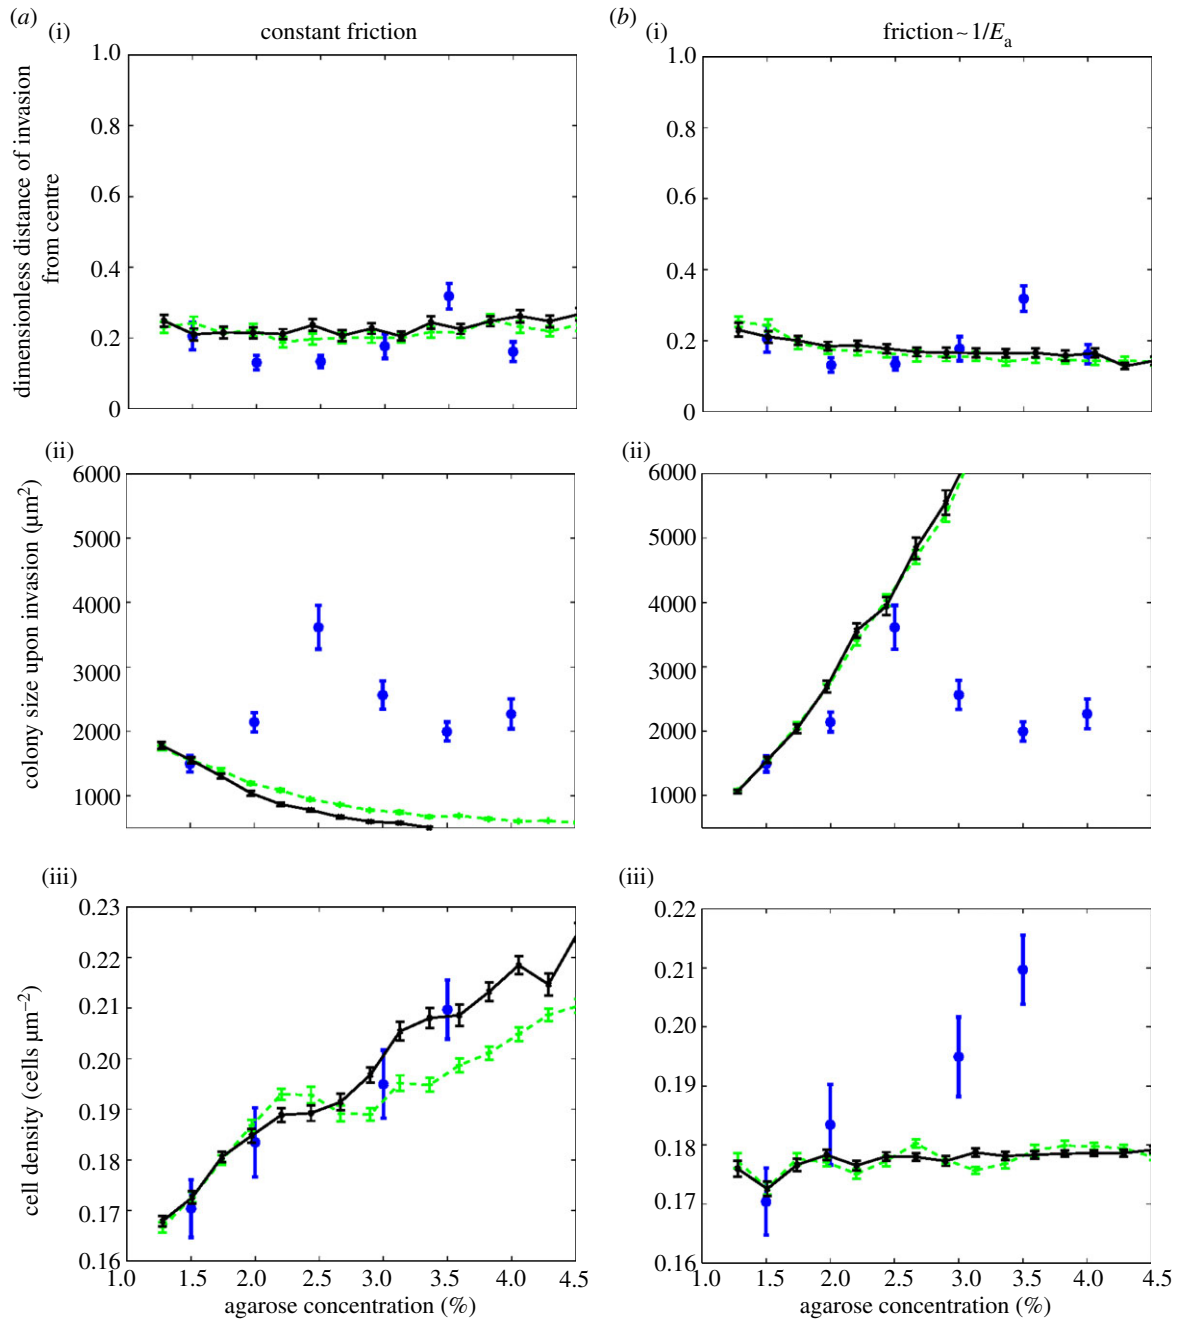 (a)
(i)
constant friction
dimensionless distance of invasion
from centre
1.0
0.8
0.6
0.4
0.2
0
(b)
(i)
friction ~ 1/Eₐ
1.0
0.8
0.6
0.4
0.2
0
(ii)
colony size upon invasion (µm²)
6000
5000
4000
3000
2000
1000
(ii)
6000
5000
4000
3000
2000
1000
(iii)
cell density (cells µm⁻²)
0.23
0.22
0.21
0.20
0.19
0.18
0.17
0.16
1.0 1.5 2.0 2.5 3.0 3.5 4.0 4.5
agarose concentration (%)
(iii)
0.22
0.21
0.20
0.19
0.18
0.17
0.16
1.0 1.5 2.0 2.5 3.0 3.5 4.0 4.5
agarose concentration (%)